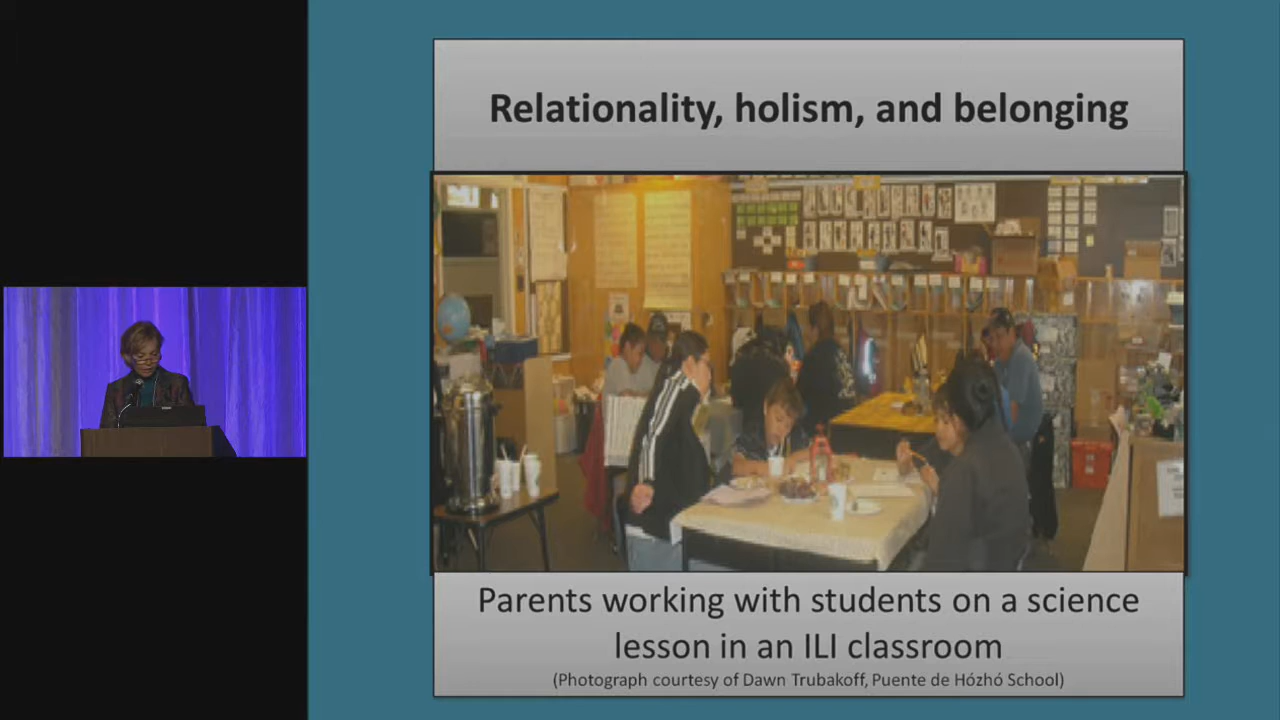 Relationality, holism, and belonging
Parents working with students on a science
lesson in an ILI classroom
(Photograph courtesy of Dawn Trubakoff, Puente de Hózhó School)